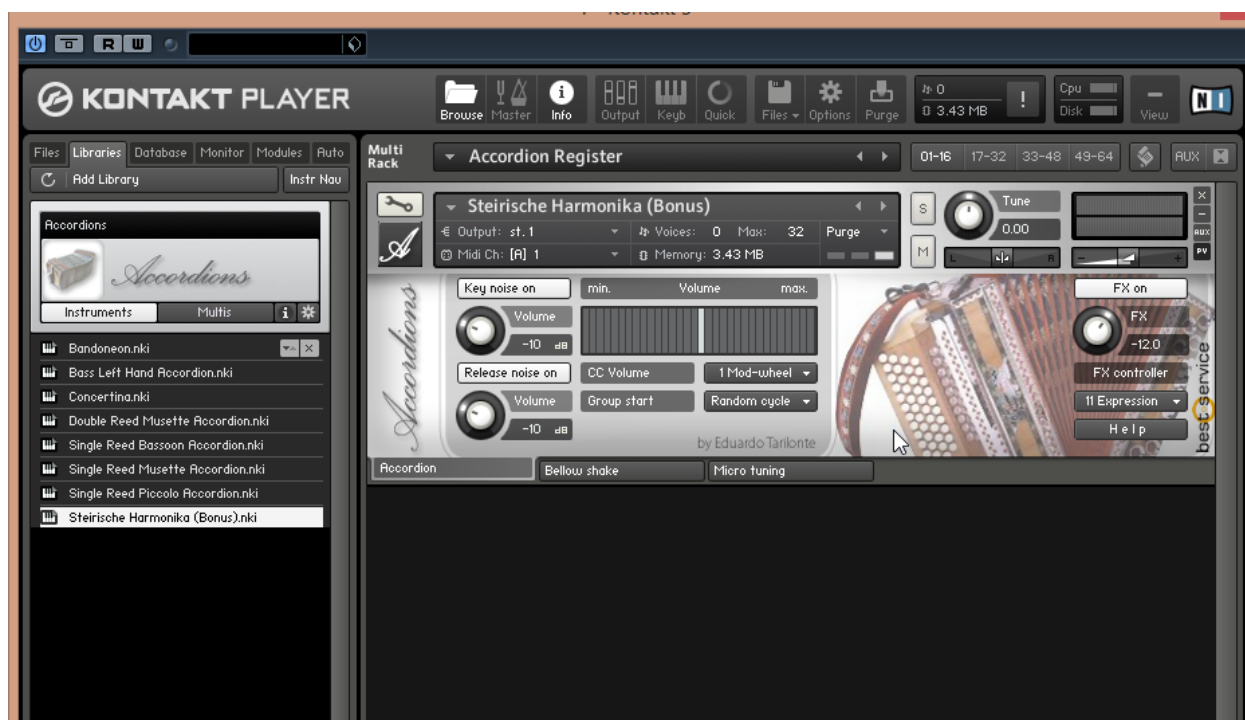 R W
KONTAKT PLAYER
Browse Master Info Output Keyb Quick Files Options Purge
0
3.43 MB
!
Cpu
Disk
View
NI
Files Libraries Database Monitor Modules Auto
Add Library Instr Nav
Multi Rack
Accordion Register
01-16 17-32 33-48 49-64 AUX
Accordions
Accordions
Instruments Multis i
Bandoneon.nki
Bass Left Hand Accordion.nki
Concertina.nki
Double Reed Musette Accordion.nki
Single Reed Bassoon Accordion.nki
Single Reed Musette Accordion.nki
Single Reed Piccolo Accordion.nki
Steirische Harmonika (Bonus).nki
Steirische Harmonika (Bonus)
Output: st.1 Voices: 0 Max: 32 Purge
Midi Ch: [A] 1 Memory: 3.43 MB
S
M
Tune
0.00
L R
- +
AUX
PV
A
Accordions
Key noise on
Volume
-10 dB
Release noise on
Volume
-10 dB
min. Volume max.
CC Volume 1 Mod-wheel
Group start Random cycle
by Eduardo Tarilonte
FX on
FX
-12.0
FX controller
11 Expression
Help
best service
Accordion Bellow shake Micro tuning